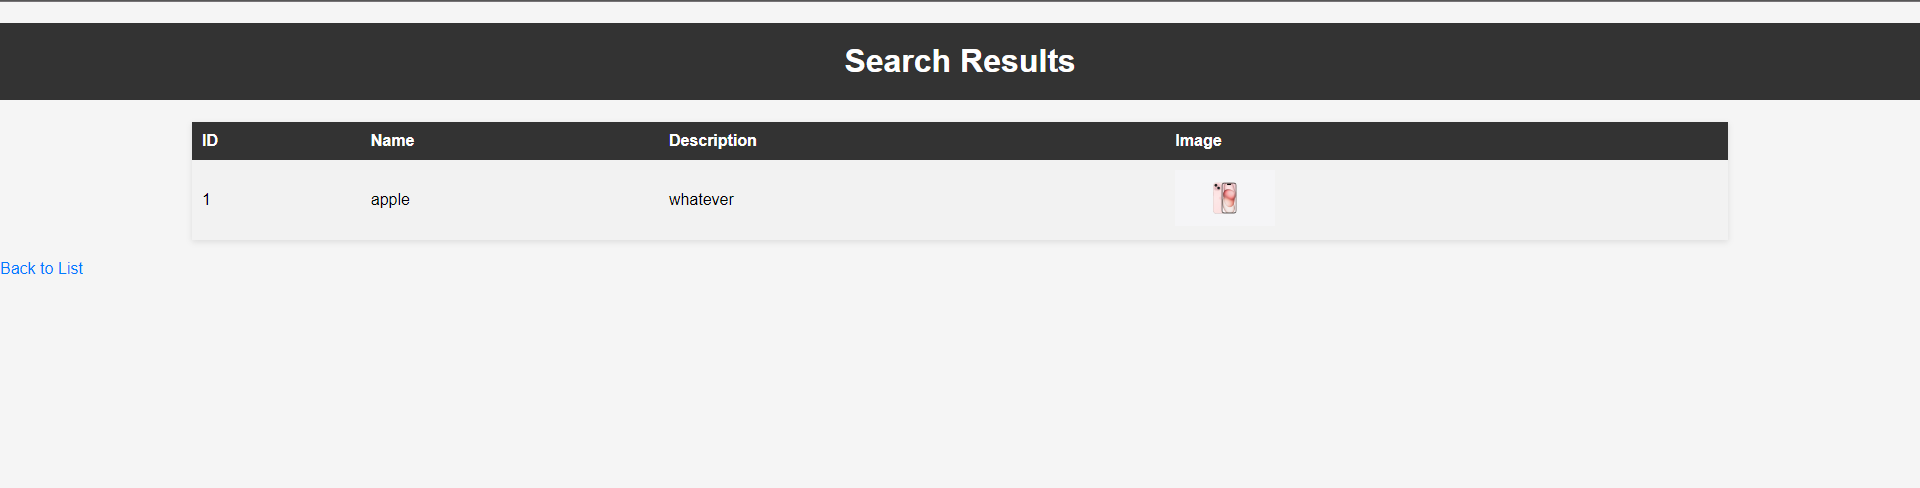 Search Results
ID Name Description Image
1 apple whatever
Back to List